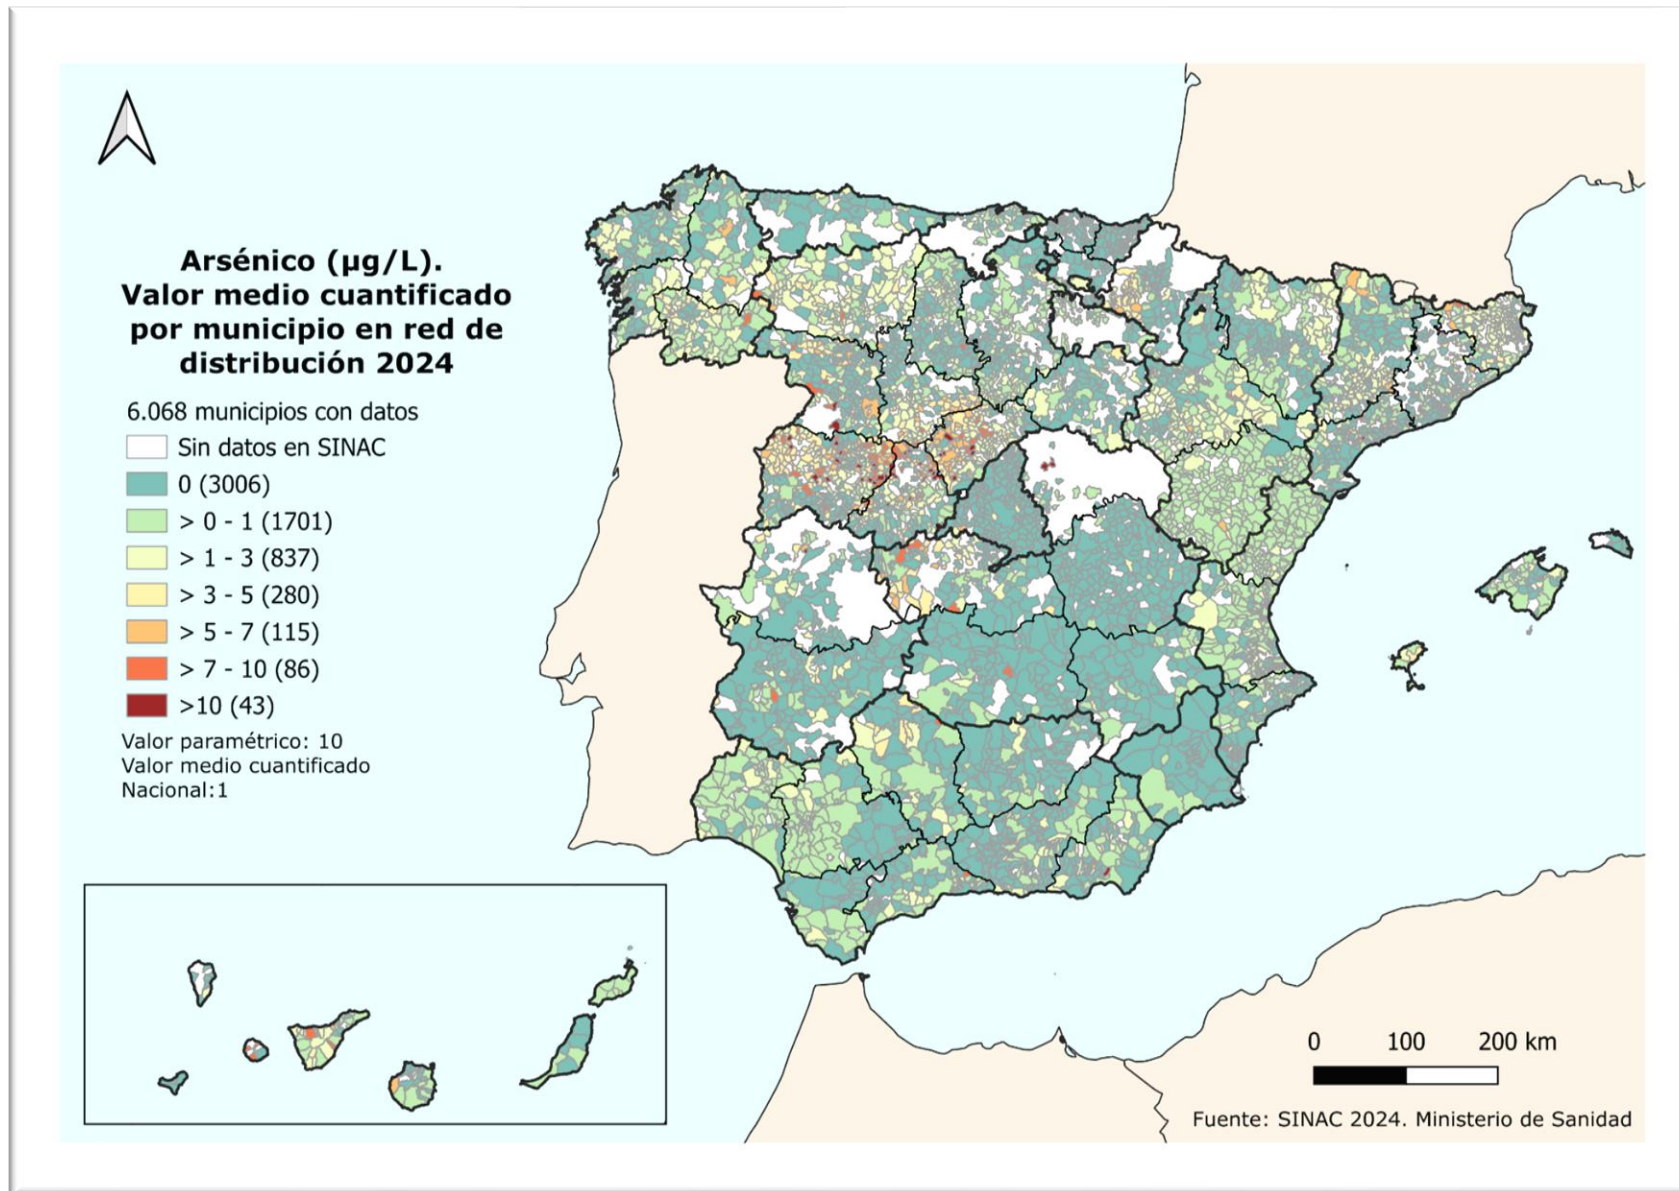 Arsénico (µg/L).
Valor medio cuantificado
por municipio en red de
distribución 2024
6.068 municipios con datos
Sin datos en SINAC
0 (3006)
> 0 - 1 (1701)
> 1 - 3 (837)
> 3 - 5 (280)
> 5 - 7 (115)
> 7 - 10 (86)
>10 (43)
Valor paramétrico: 10
Valor medio cuantificado
Nacional:1
0 100 200 km
Fuente: SINAC 2024. Ministerio de Sanidad